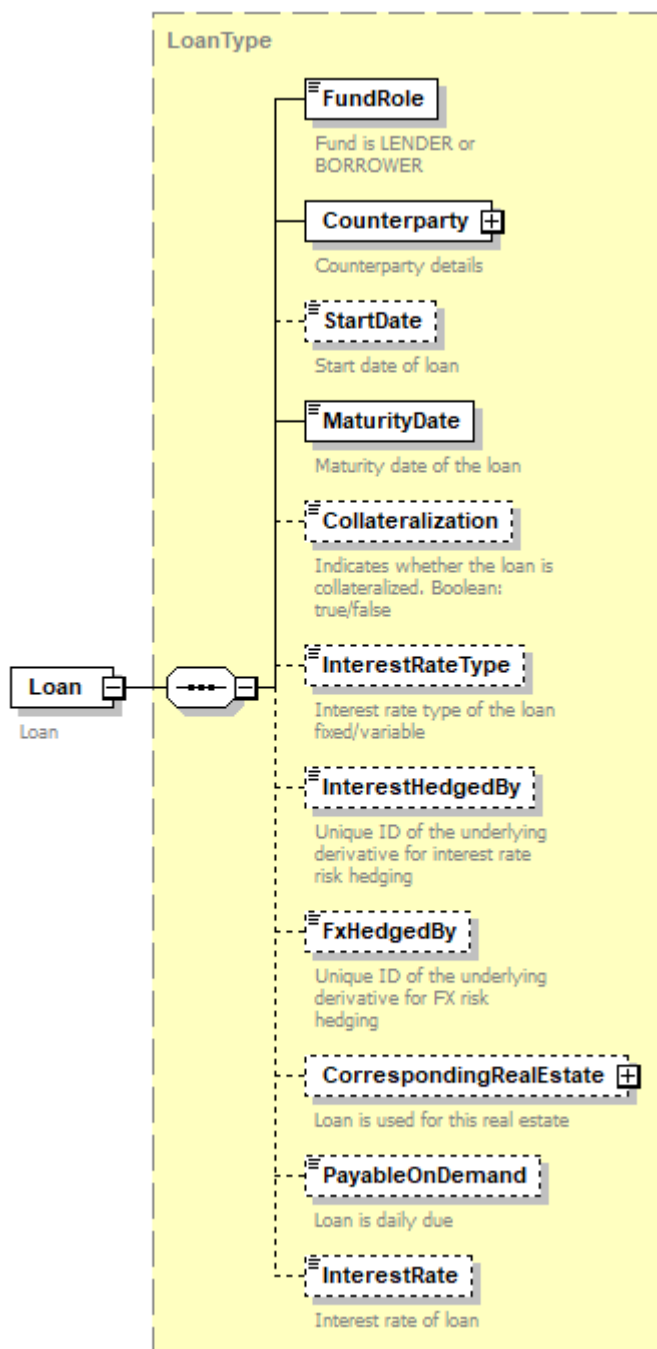 LoanType
FundRole
Fund is LENDER or
BORROWER
Counterparty
Counterparty details
StartDate
Start date of loan
MaturityDate
Maturity date of the loan
Collateralization
Indicates whether the loan is
collateralized. Boolean:
true/false
Loan
Loan
InterestRateType
Interest rate type of the loan
fixed/variable
InterestHedgedBy
Unique ID of the underlying
derivative for interest rate
risk hedging
FxHedgedBy
Unique ID of the underlying
derivative for FX risk
hedging
CorrespondingRealEstate
Loan is used for this real estate
PayableOnDemand
Loan is daily due
InterestRate
Interest rate of loan